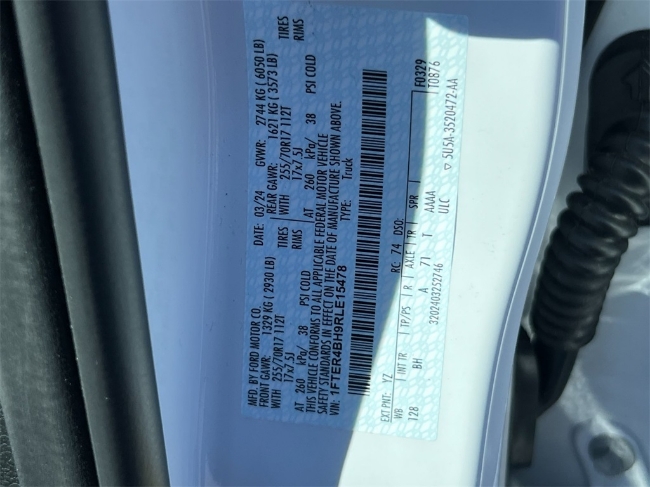 MFD. BY FORD MOTOR CO.
DATE: 03/24 GVWR: 2744 KG ( 6050 LB)
FRONT GAWR: 1329 KG ( 2930 LB) REAR GAWR: 1621 KG ( 3573 LB)
WITH 255/70R17 112T TIRES WITH 255/70R17 112T TIRES
17x7.5J RIMS 17x7.5J RIMS
AT 260 kPa/ 38 PSI COLD AT 260 kPa/ 38 PSI COLD
THIS VEHICLE CONFORMS TO ALL APPLICABLE FEDERAL MOTOR VEHICLE
SAFETY STANDARDS IN EFFECT ON THE DATE OF MANUFACTURE SHOWN ABOVE.
VIN: 1FTER4BH9RLE15478 TYPE: Truck
F0329
T0876
EXT PNT: YZ RC: 74 DSO:
WB INT TR TP/PS R AXLE TR SPR
128 BH A 71 T AAAA
ULC
3202403252746
▽ 5U5A-3520472-AA